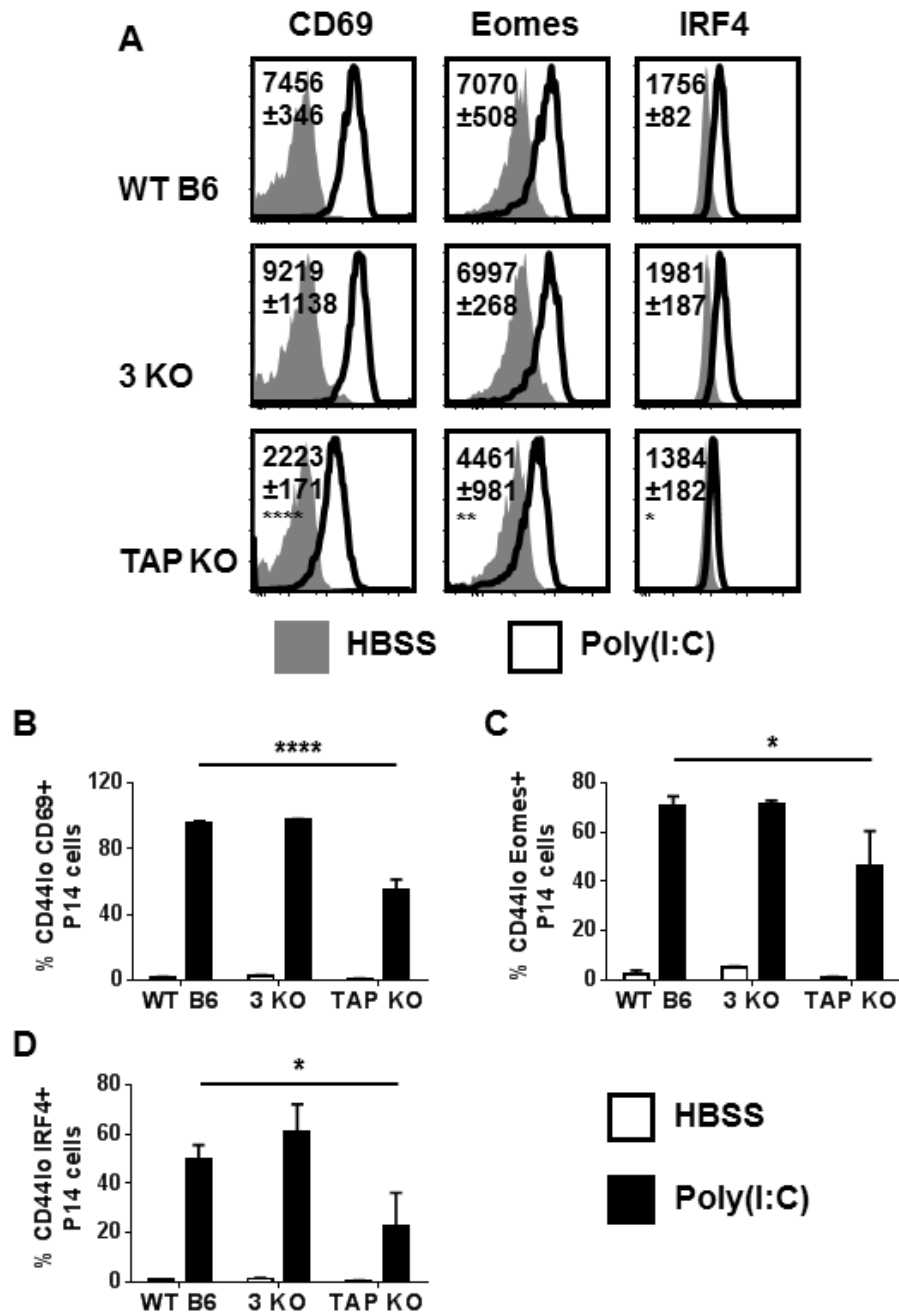 A
CD69 Eomes IRF4
WT B6
7456
±346
7070
±508
1756
±82
3 KO
9219
±1138
6997
±268
1981
±187
TAP KO
2223
±171
****
4461
±981
**
1384
±182
*
HBSS Poly(I:C)
B
****
% CD44lo CD69+
P14 cells
120
80
40
0
WT B6 3 KO TAP KO
C
*
% CD44lo Eomes+
P14 cells
80
60
40
20
0
WT B6 3 KO TAP KO
D
*
% CD44lo IRF4+
P14 cells
80
60
40
20
0
WT B6 3 KO TAP KO
HBSS
Poly(I:C)